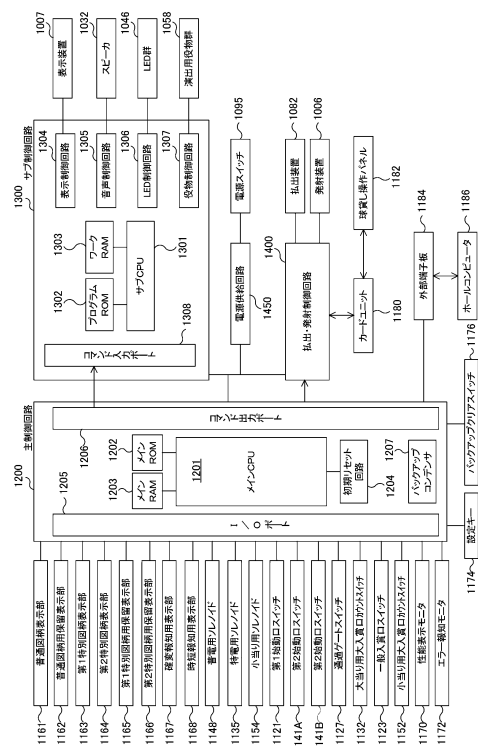 1200
主制御回路
1161
普通図柄表示部
1162
普通図柄用保留表示部
1163
第1特別図柄表示部
1164
第2特別図柄表示部
1165
第1特別図柄用保留表示部
1166
第2特別図柄用保留表示部
1167
確変報知用表示部
1168
時短報知用表示部
1148
普電用ソレノイド
1135
特電用ソレノイド
1154
小当り用ソレノイド
1121
第1始動口スイッチ
141A
第2始動口スイッチ
141B
第2始動口スイッチ
1127
通過ゲートスイッチ
1132
大当り用大入賞口カウントスイッチ
1123
一般入賞口スイッチ
1152
小当り用大入賞口カウントスイッチ
1170
性能表示モニタ
1172
エラー報知モニタ
1205
I/Oポート
1206
コマンド出力ポート
1203
メイン
RAM
1202
メイン
ROM
1201
メインCPU
初期リセット
回路
1204
1207
バックアップ
コンデンサ
1174
設定キー
1176
バックアップクリアスイッチ
1300
サブ制御回路
1308
コマンド入力ポート
1302
プログラム
ROM
1303
ワーク
RAM
サブCPU
1301
1304
表示制御回路
1305
音声制御回路
1306
LED制御回路
1307
役物制御回路
表示装置
1007
スピーカ
1032
LED群
1046
演出用役物群
1058
電源供給回路
1450
電源スイッチ
1095
1400
払出・発射制御回路
払出装置
1082
発射装置
1006
カードユニット
1180
球貸し操作パネル
1182
外部端子板
1184
ホールコンピュータ
1186